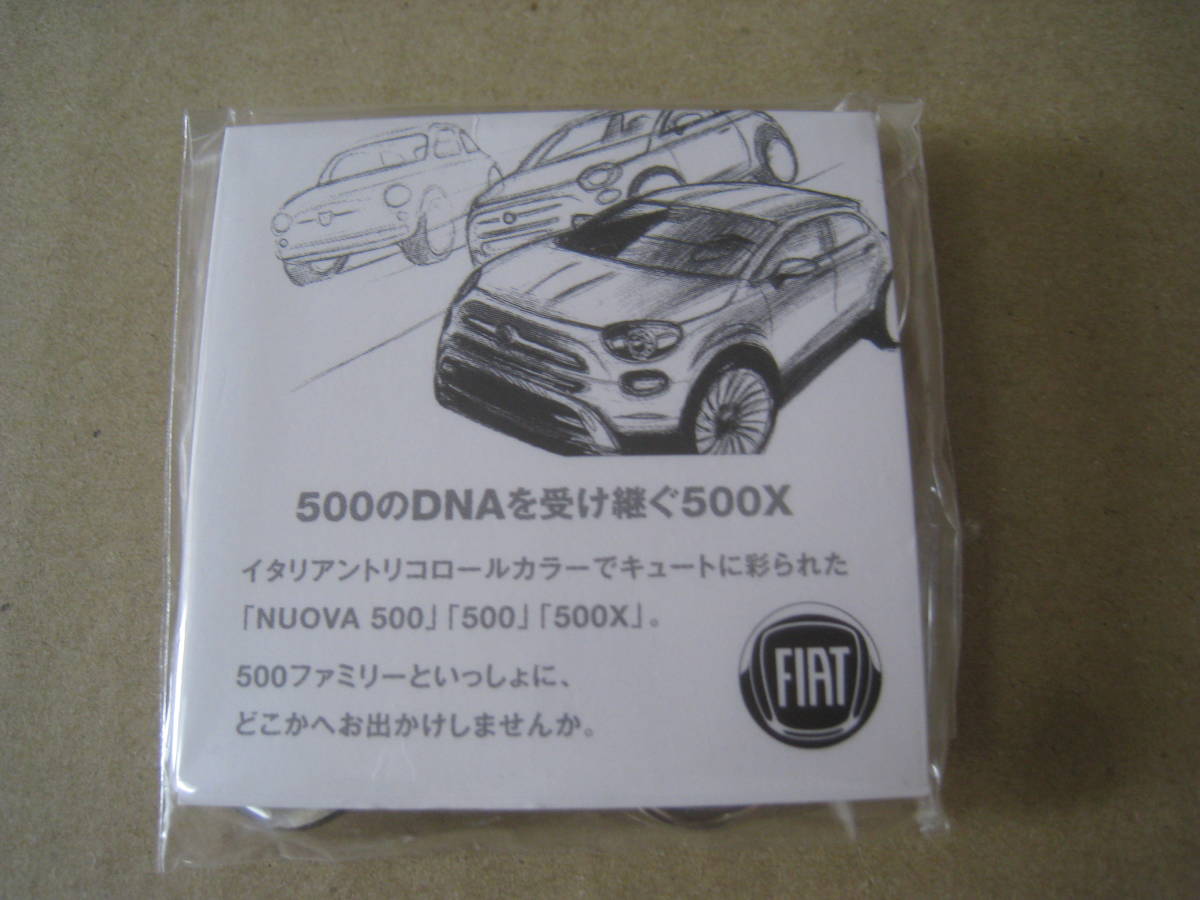 500のDNAを受け継ぐ500X
イタリアントリコロールカラーでキュートに彩られた
「NUOVA 500」「500」「500X」。
500ファミリーといっしょに、
どこかへお出かけしませんか。
FIAT